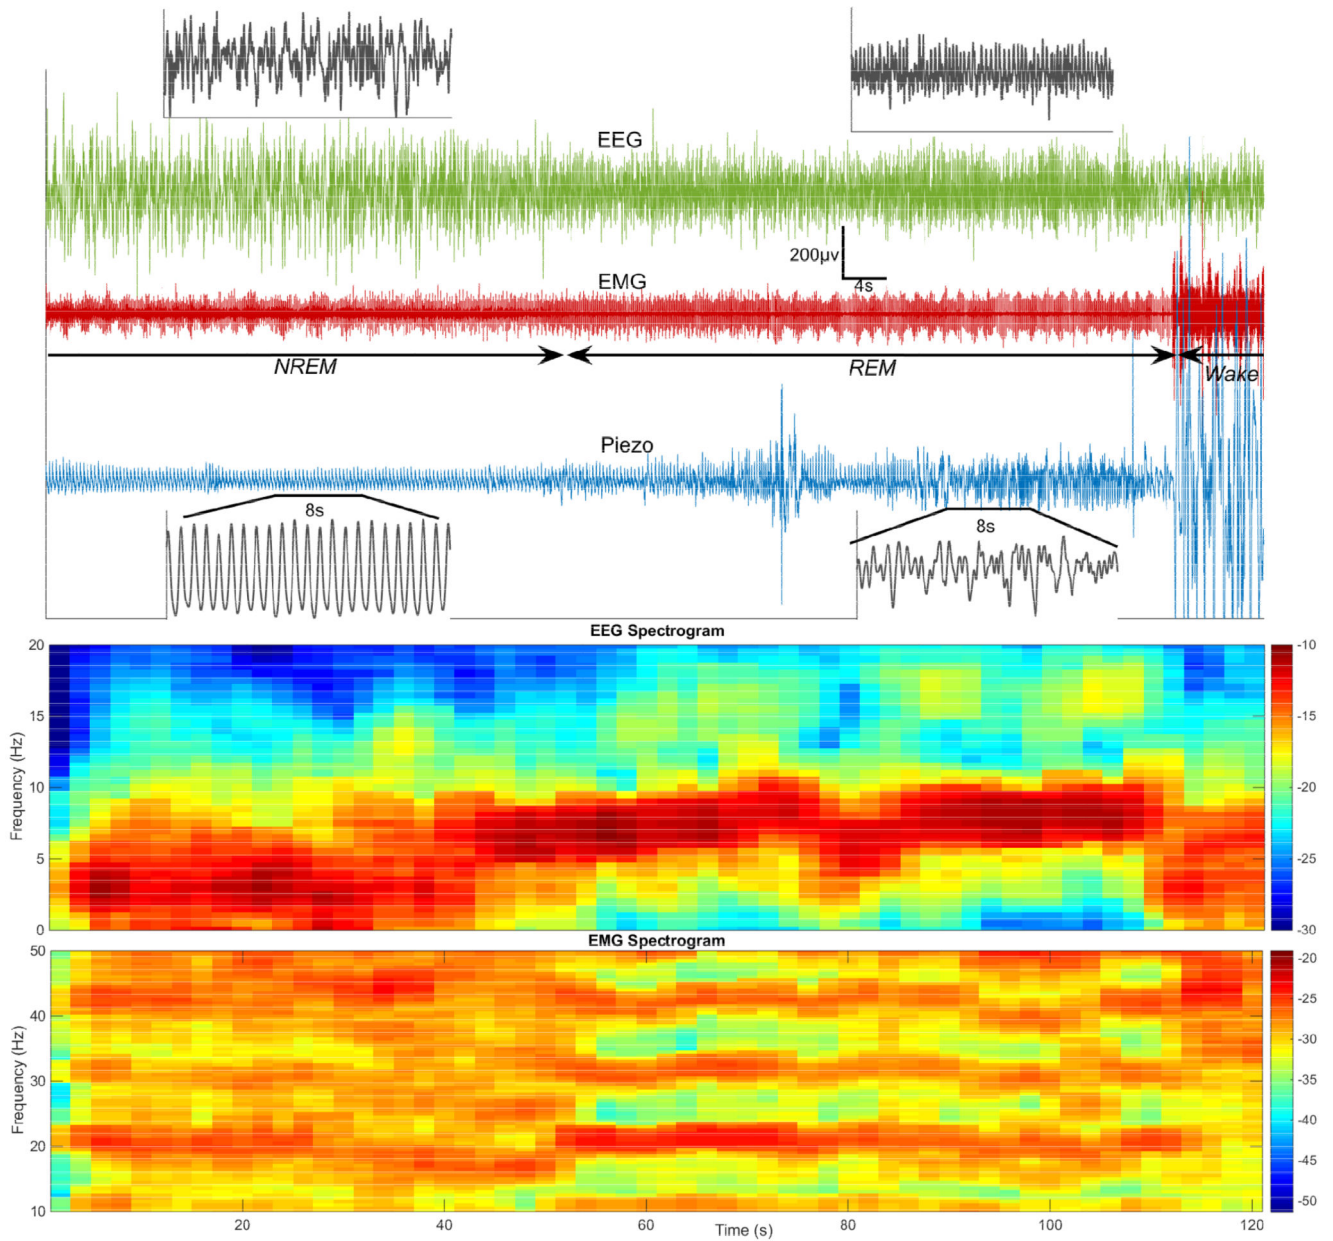 EEG
200μv
4s
EMG
NREM
REM
Wake
Piezo
8s
8s
EEG Spectrogram
20
15
10
5
0
Frequency (Hz)
-10
-15
-20
-25
-30
EMG Spectrogram
50
40
30
20
10
Frequency (Hz)
-20
-25
-30
-35
-40
-45
-50
20
40
60
80
100
120
Time (s)